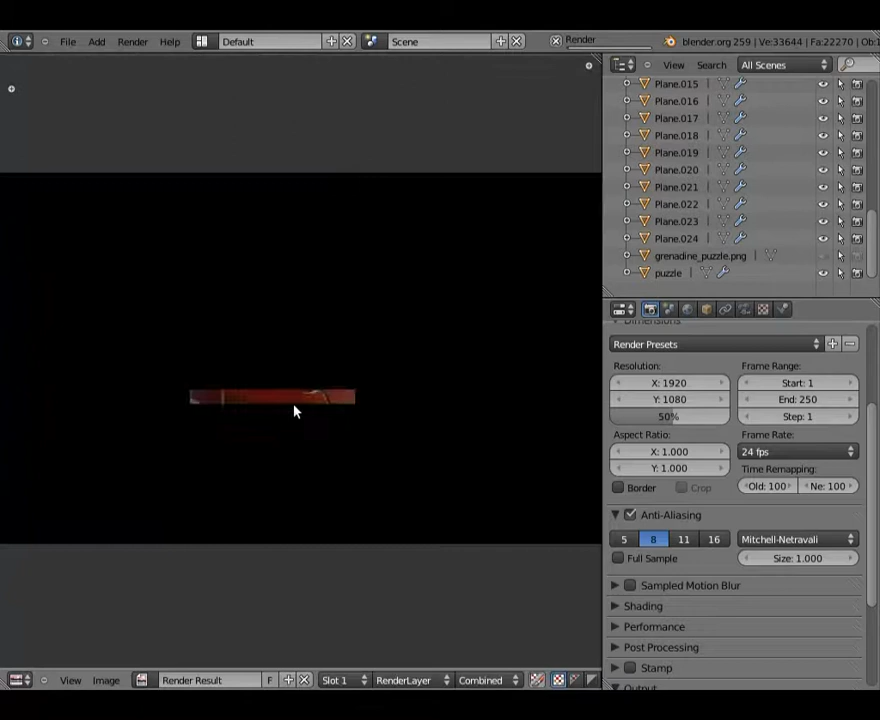 File Add Render Help Default Scene Render blender.org 259 | Ve:33644 | Fa:22270 | Ob:1
View Search All Scenes
Plane.015
Plane.016
Plane.017
Plane.018
Plane.019
Plane.020
Plane.021
Plane.022
Plane.023
Plane.024
grenadine_puzzle.png
puzzle
Dimensions
Render Presets
Resolution: Frame Range:
X: 1920 Start: 1
Y: 1080 End: 250
50% Step: 1
Aspect Ratio: Frame Rate:
X: 1.000 24 fps
Y: 1.000 Time Remapping:
Border Crop Old: 100 Ne: 100
Anti-Aliasing
5 8 11 16 Mitchell-Netravali
Full Sample Size: 1.000
Sampled Motion Blur
Shading
Performance
Post Processing
Stamp
Output
View Image Render Result F Slot 1 RenderLayer Combined